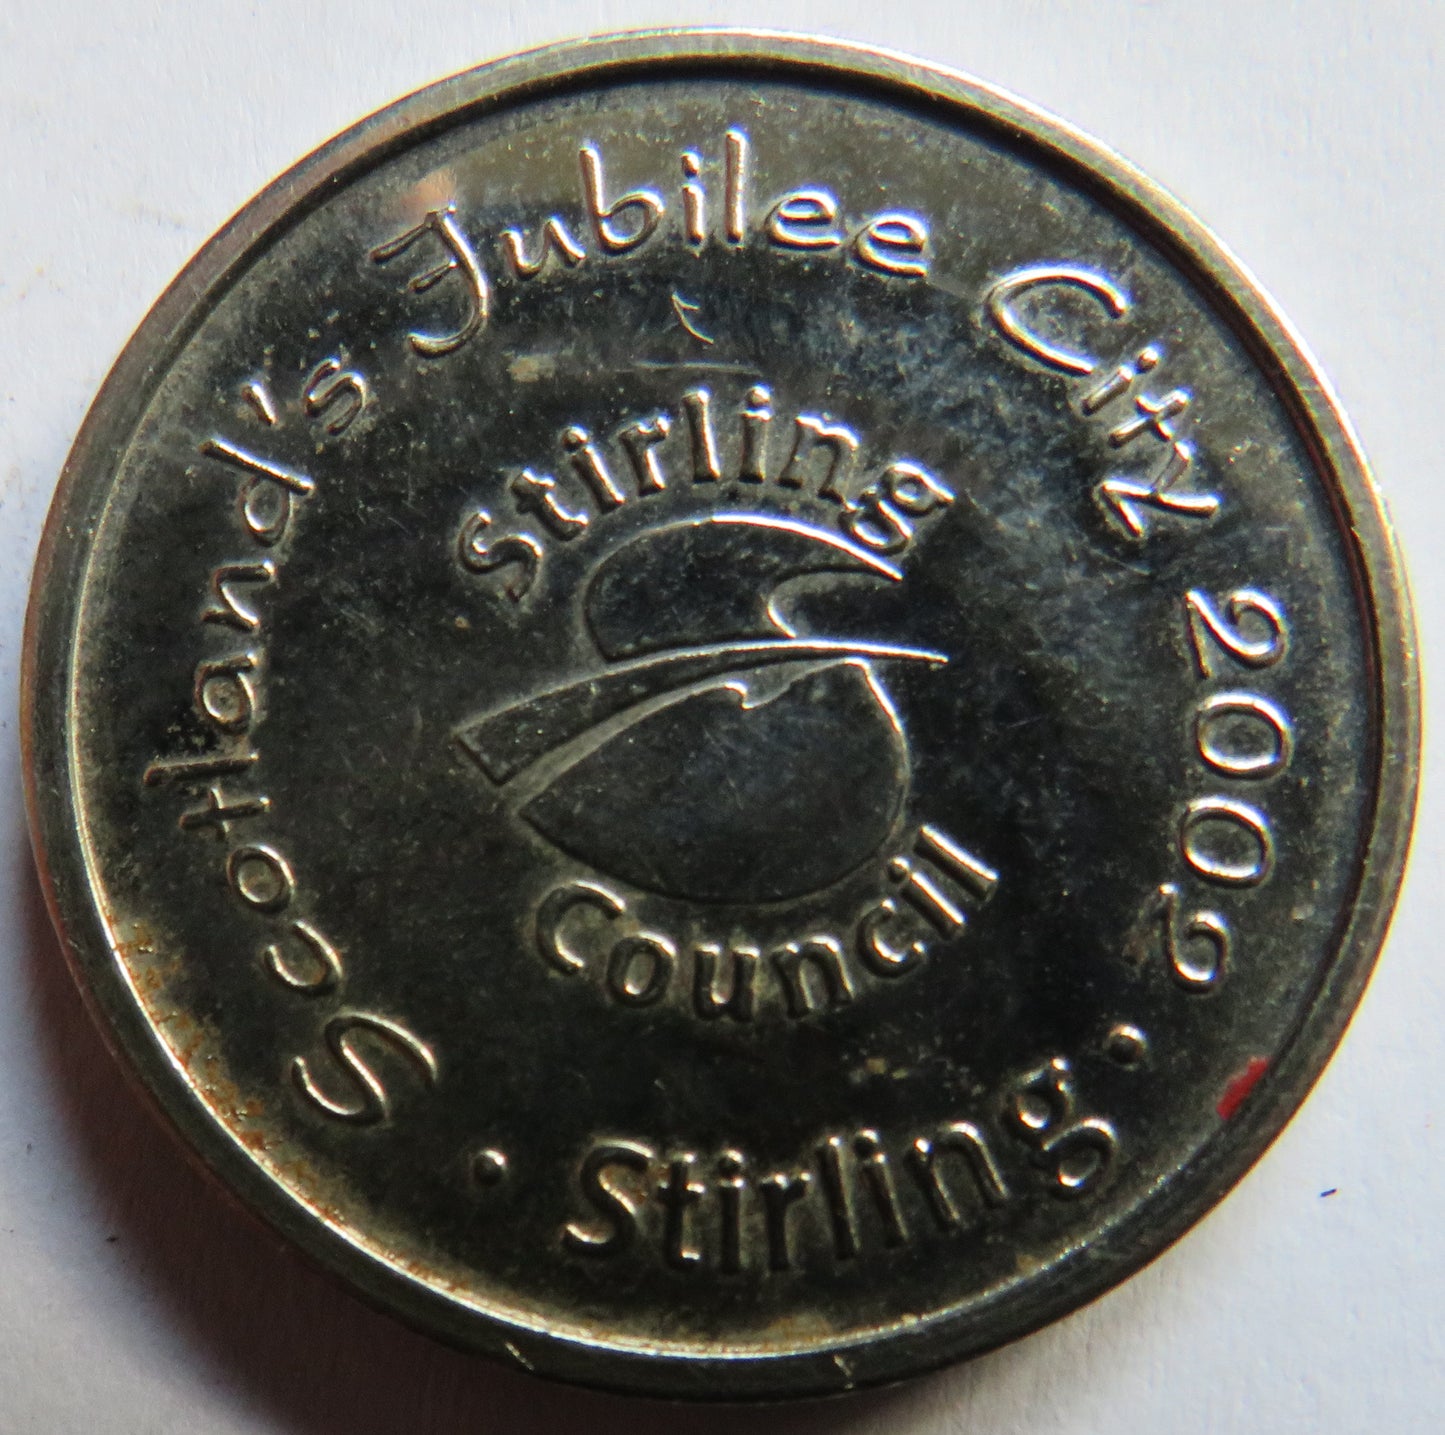 Scotland's Jubilee City 2002
· Stirling ·
Stirling
Council